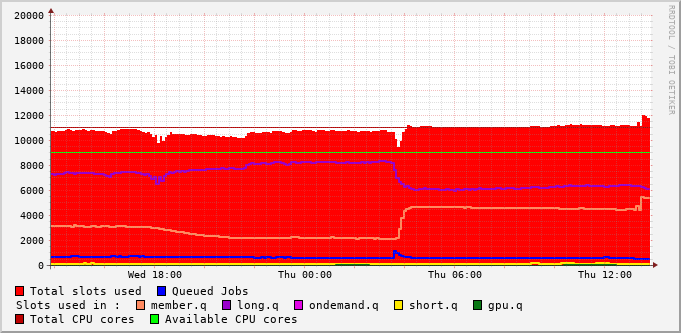 20000
18000
16000
14000
12000
10000
8000
6000
4000
2000
0
Wed 18:00 Thu 00:00 Thu 06:00 Thu 12:00
RRDTOOL / TOBI OETIKER
Total slots used Queued Jobs
Slots used in : member.q long.q ondemand.q short.q gpu.q
Total CPU cores Available CPU cores